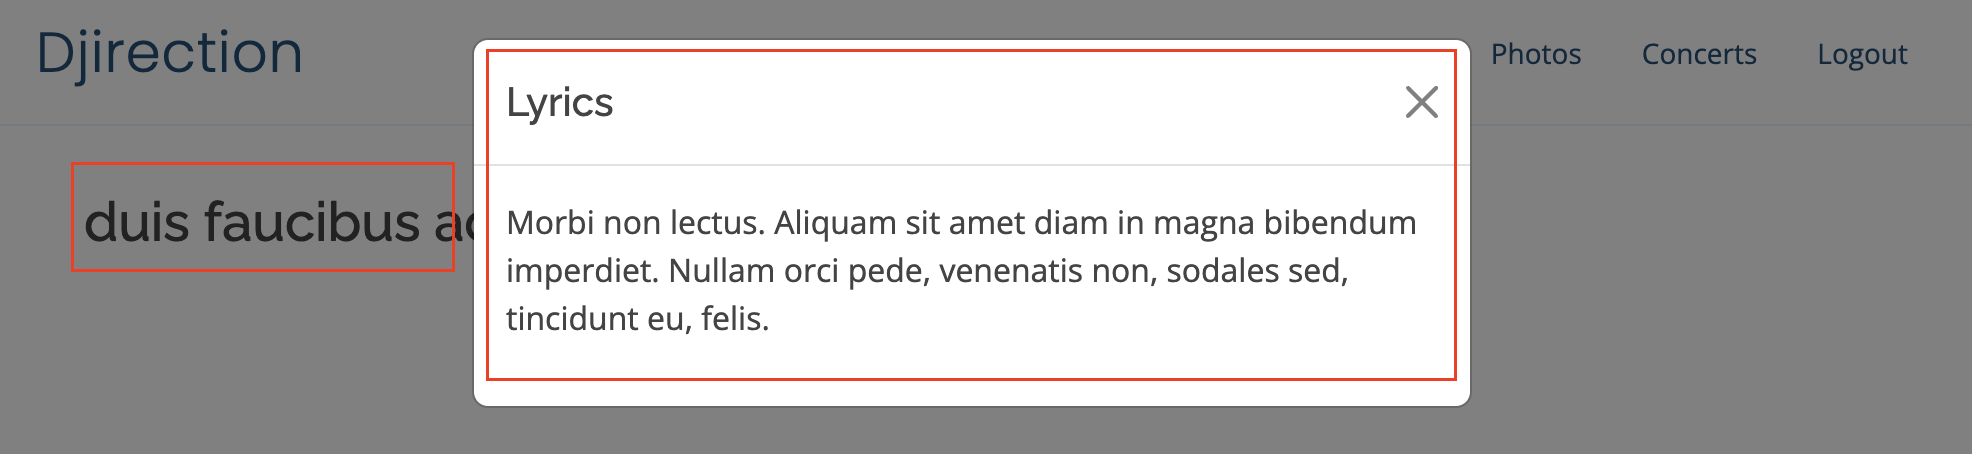 Djirection
Photos Concerts Logout
duis faucibus
Lyrics
Morbi non lectus. Aliquam sit amet diam in magna bibendum
imperdiet. Nullam orci pede, venenatis non, sodales sed,
tincidunt eu, felis.